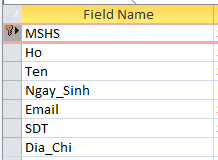 Field Name
MSHS
Ho
Ten
Ngay_Sinh
Email
SDT
Dia_Chi